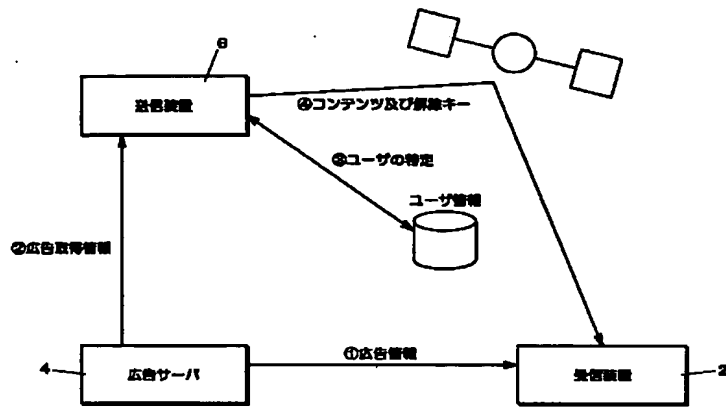 6
送信装置
④コンテンツ及び解除キー
③ユーザの特定
ユーザ情報
②広告取得情報
4
広告サーバ
①広告情報
受信装置
2